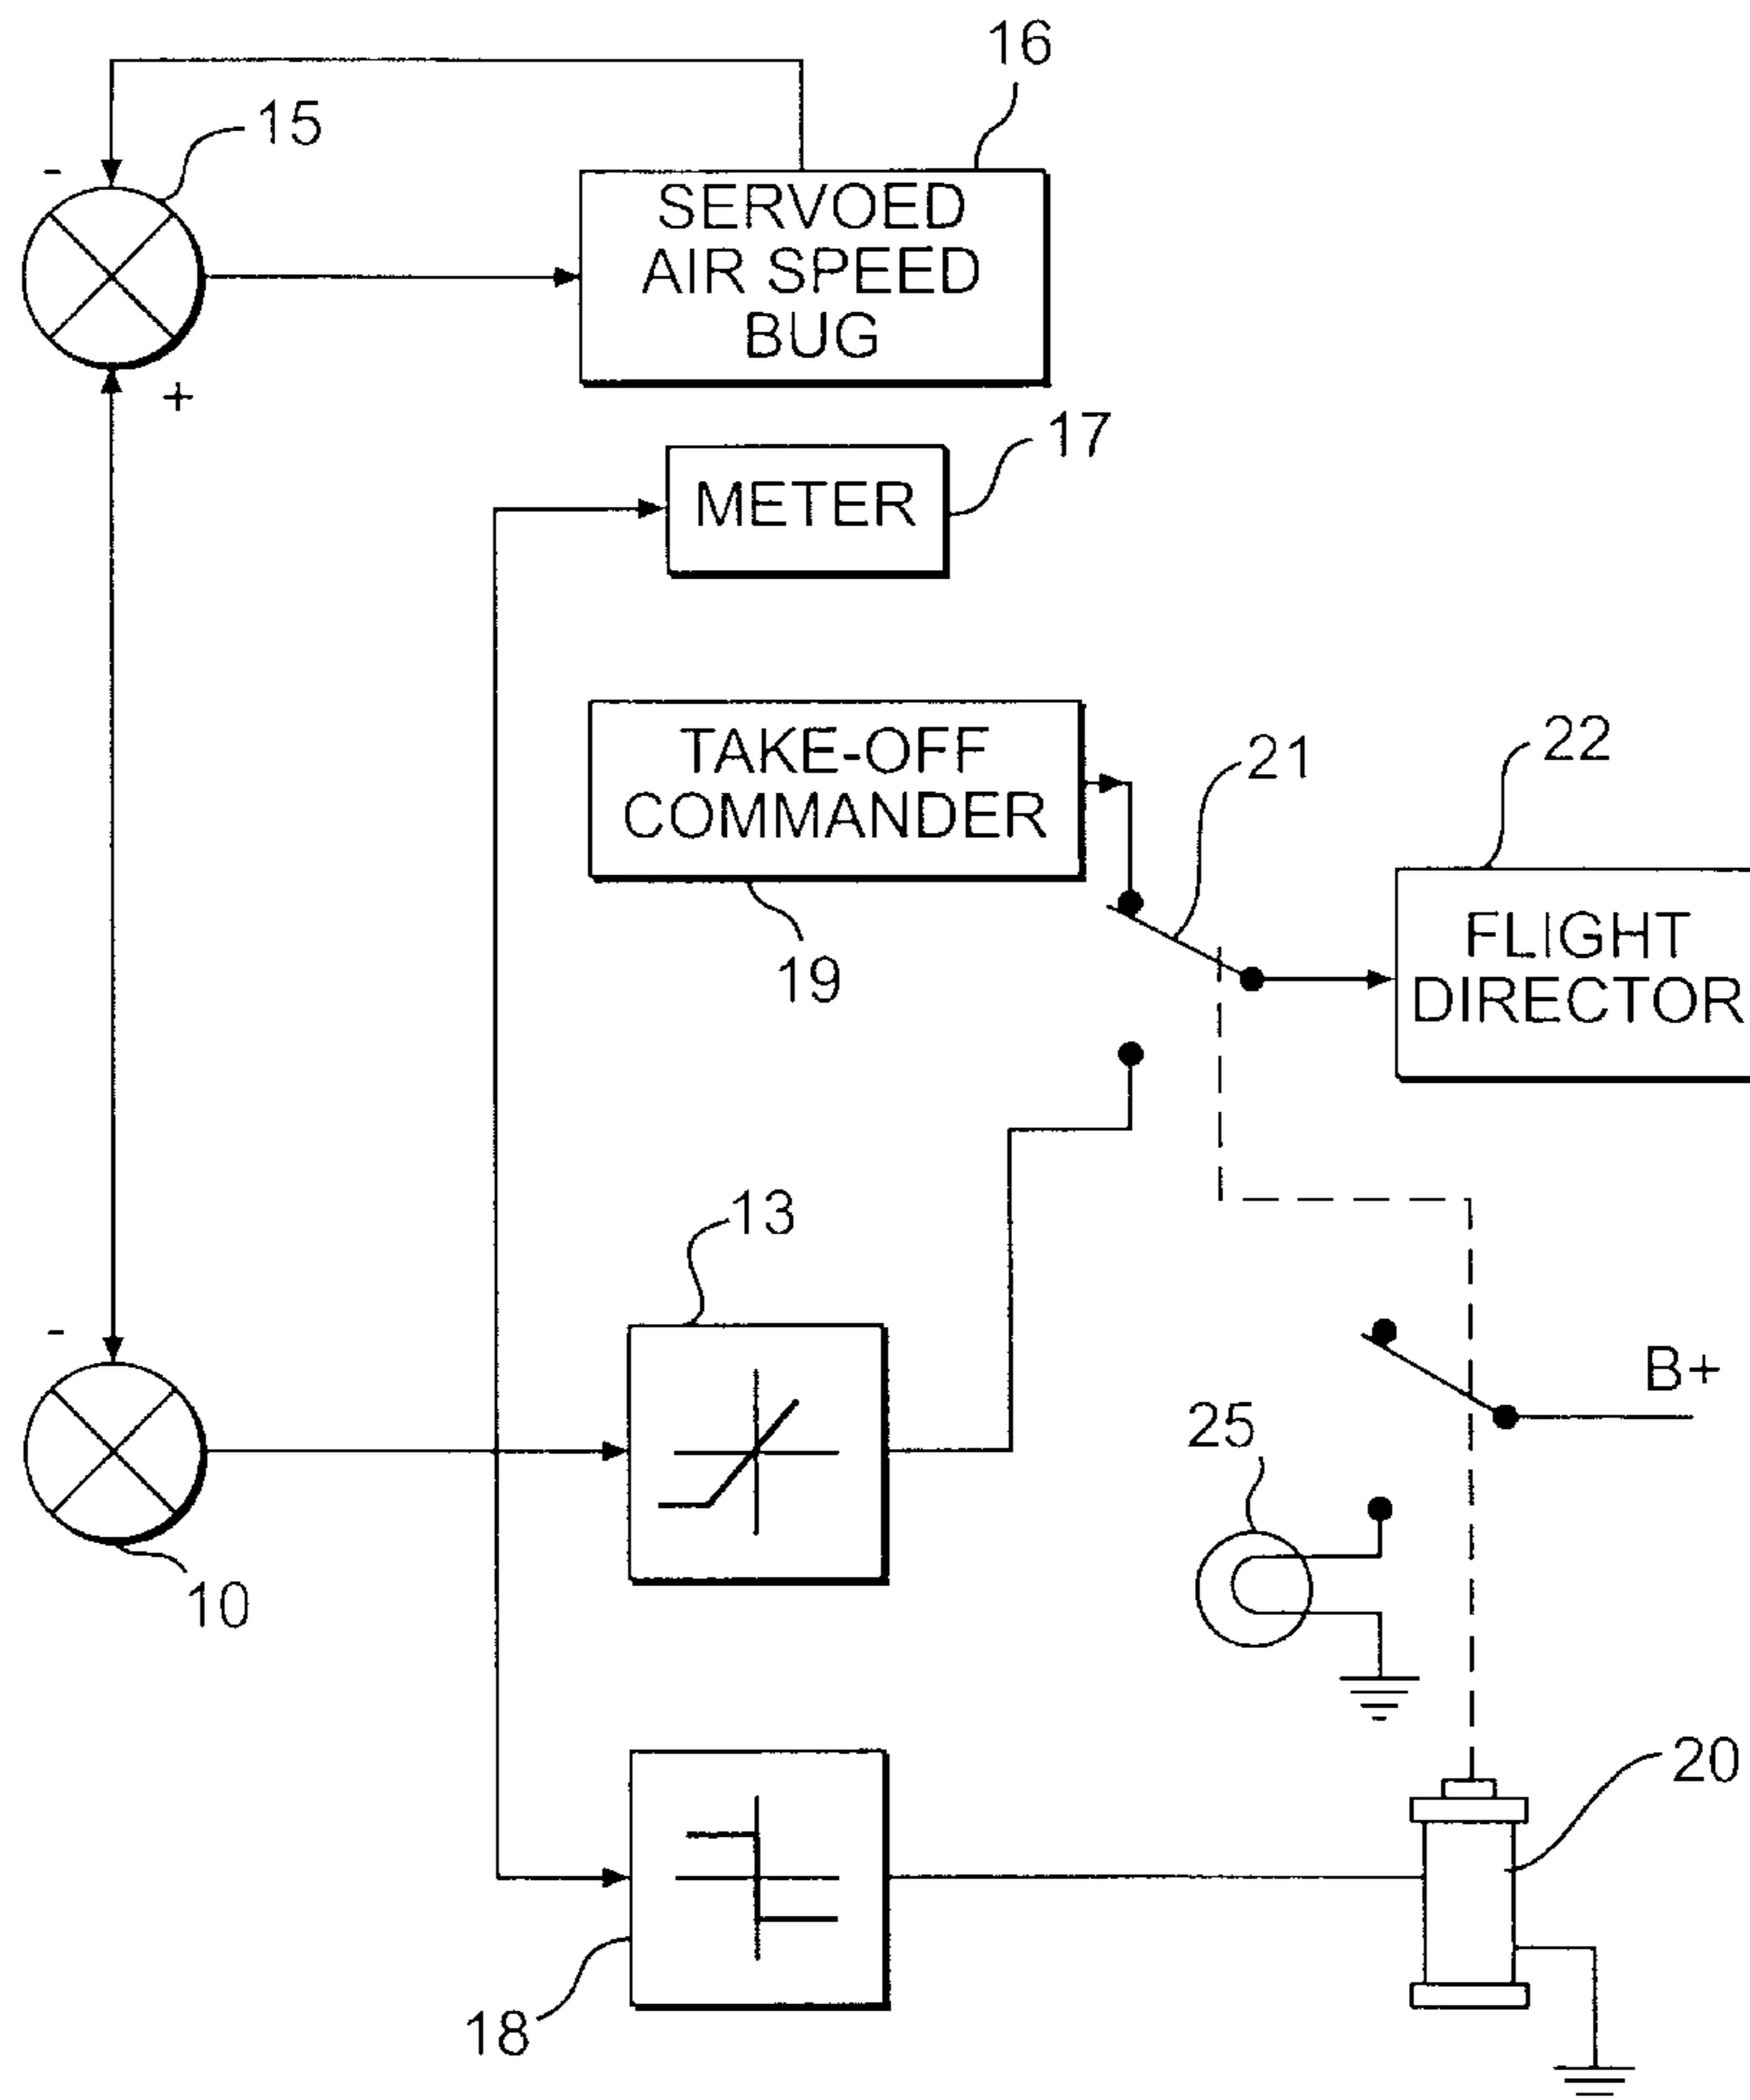 16
15
-
SERVOED
AIR SPEED
BUG
+
17
METER
TAKE-OFF
COMMANDER
21
22
FLIGHT
DIRECTOR
19
13
-
B+
25
10
20
18